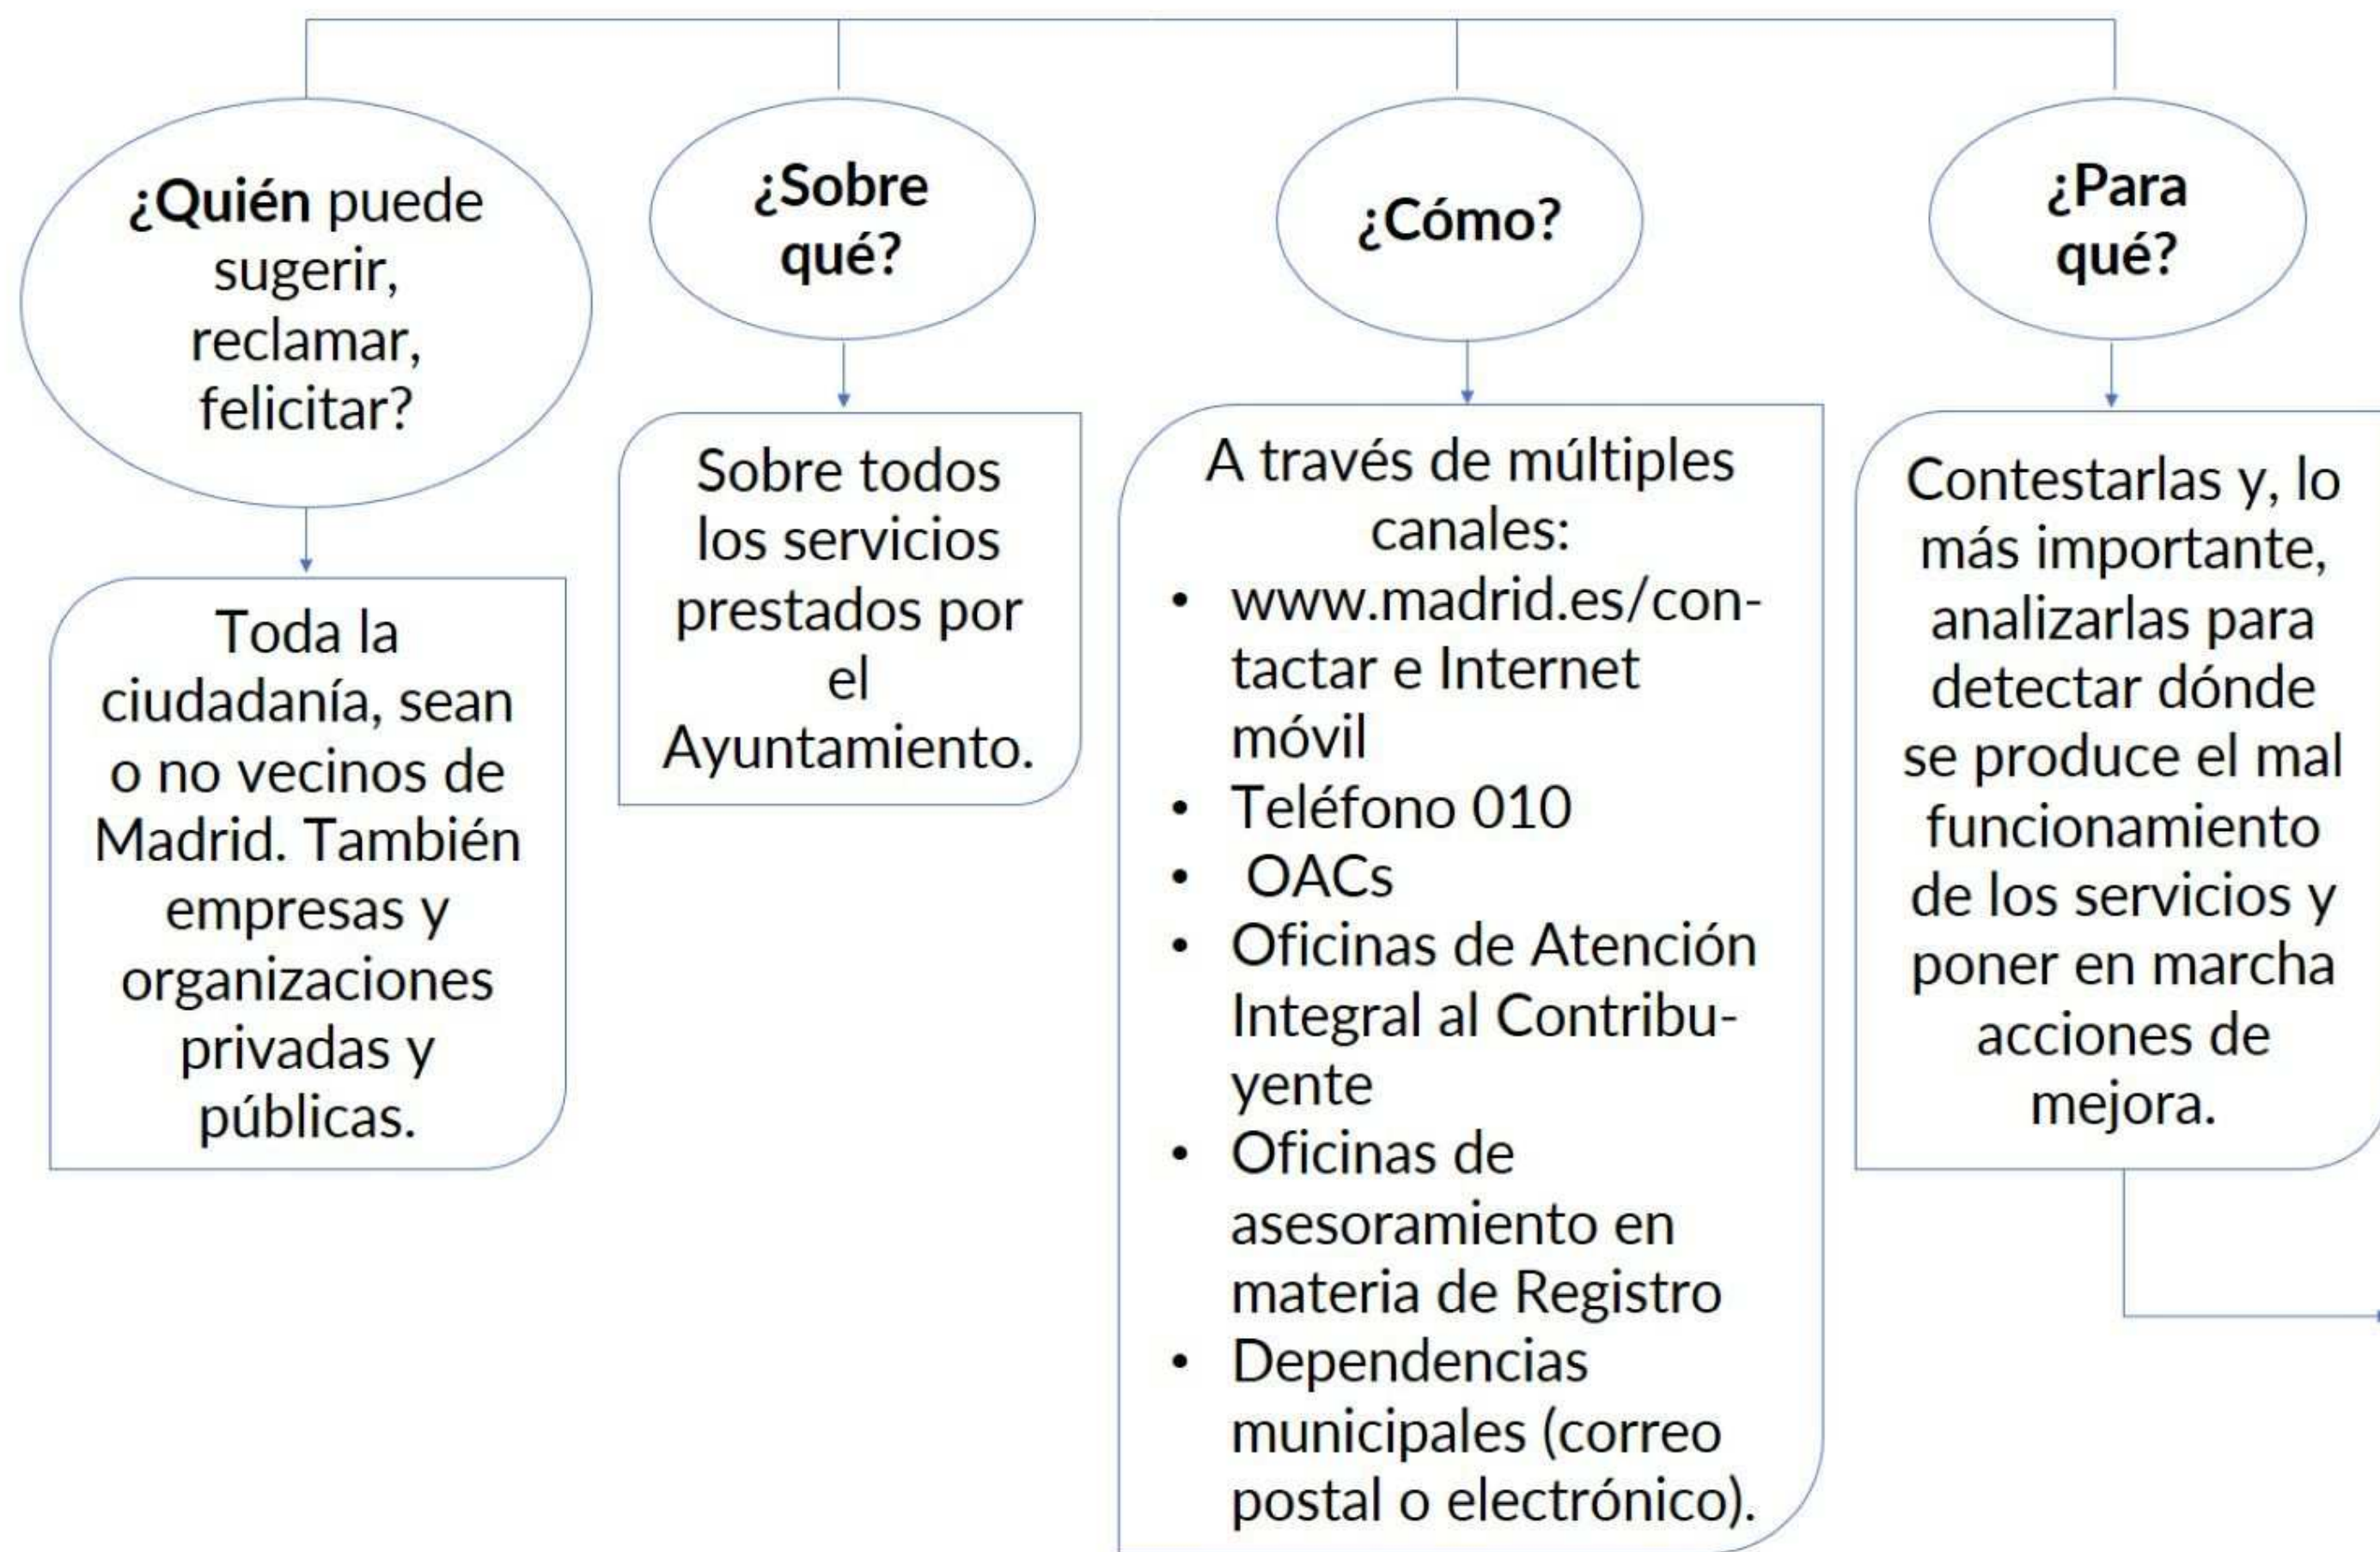 ¿Quién puede
sugerir,
reclamar,
felicitar?
Toda la
ciudadanía, sean
o no vecinos de
Madrid. También
empresas y
organizaciones
privadas y
públicas.
¿Sobre
qué?
Sobre todos
los servicios
prestados por
el
Ayuntamiento.
¿Cómo?
A través de múltiples
canales:
• www.madrid.es/con-
tactar e Internet
móvil
• Teléfono 010
• OACs
• Oficinas de Atención
Integral al Contribu-
yente
• Oficinas de
asesoramiento en
materia de Registro
• Dependencias
municipales (correo
postal o electrónico).
¿Para
qué?
Contestarlas y, lo
más importante,
analizarlas para
detectar dónde
se produce el mal
funcionamiento
de los servicios y
poner en marcha
acciones de
mejora.